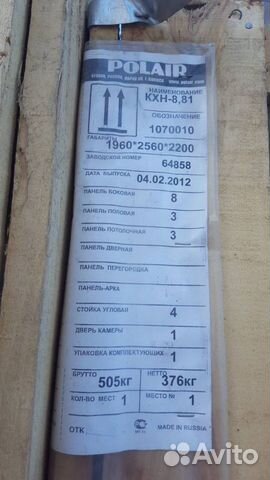 POLAIR
НАИМЕНОВАНИЕ
КХН-8,81
ОБОЗНАЧЕНИЕ
1070010
ГАБАРИТЫ
1960*2560*2200
ЗАВОДСКОЙ НОМЕР
64858
ДАТА ВЫПУСКА
04.02.2012
ПАНЕЛЬ БОКОВАЯ
8
ПАНЕЛЬ ПОЛОВАЯ
3
ПАНЕЛЬ ПОТОЛОЧНАЯ
3
ПАНЕЛЬ ДВЕРНАЯ
ПАНЕЛЬ ПЕРЕГОРОДКА
ПАНЕЛЬ-АРКА
СТОЙКА УГЛОВАЯ
4
ДВЕРЬ КАМЕРЫ
1
УПАКОВКА КОМПЛЕКТУЮЩИХ
1
БРУТТО 505кг НЕТТО 376кг
КОЛ-ВО МЕСТ 1 МЕСТО № 1
ОТК MADE IN RUSSIA
Avito